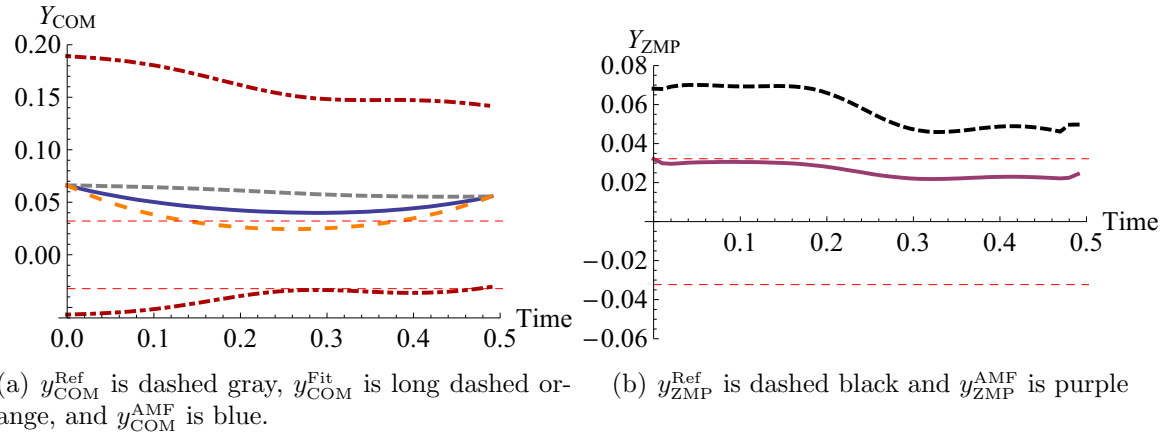 Y_COM
0.20
0.15
0.10
0.05
0.00
0.0 0.1 0.2 0.3 0.4 0.5
Time
Y_ZMP
0.08
0.06
0.04
0.02
−0.02
−0.04
−0.06
0.1 0.2 0.3 0.4 0.5
Time
(a) y_COM^Ref is dashed gray, y_COM^Fit is long dashed or-
ange, and y_COM^AMF is blue.
(b) y_ZMP^Ref is dashed black and y_ZMP^AMF is purple